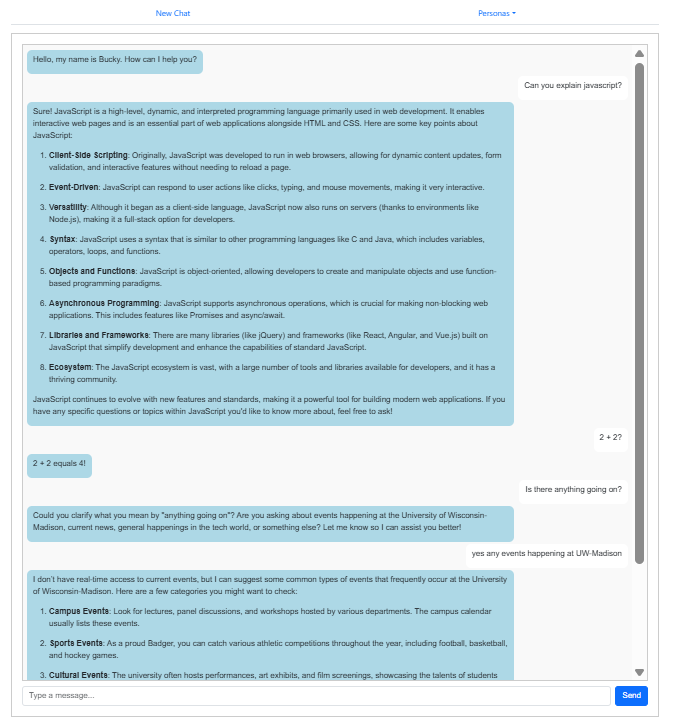 New Chat
Personas
Hello, my name is Bucky. How can I help you?
Can you explain javascript?
Sure! JavaScript is a high-level, dynamic, and interpreted programming language primarily used in web development. It enables
interactive web pages and is an essential part of web applications alongside HTML and CSS. Here are some key points about
JavaScript:
1. Client-Side Scripting: Originally, JavaScript was developed to run in web browsers, allowing for dynamic content updates, form
validation, and interactive features without needing to reload a page.
2. Event-Driven: JavaScript can respond to user actions like clicks, typing, and mouse movements, making it very interactive.
3. Versatility: Although it began as a client-side language, JavaScript now also runs on servers (thanks to environments like
Node.js), making it a full-stack option for developers.
4. Syntax: JavaScript uses a syntax that is similar to other programming languages like C and Java, which includes variables,
operators, loops, and functions.
5. Objects and Functions: JavaScript is object-oriented, allowing developers to create and manipulate objects and use function-
based programming paradigms.
6. Asynchronous Programming: JavaScript supports asynchronous operations, which is crucial for making non-blocking web
applications. This includes features like Promises and async/await.
7. Libraries and Frameworks: There are many libraries (like jQuery) and frameworks (like React, Angular, and Vue.js) built on
JavaScript that simplify development and enhance the capabilities of standard JavaScript.
8. Ecosystem: The JavaScript ecosystem is vast, with a large number of tools and libraries available for developers, and it has a
thriving community.
JavaScript continues to evolve with new features and standards, making it a powerful tool for building modern web applications. If you
have any specific questions or topics within JavaScript you'd like to know more about, feel free to ask!
2 + 2?
2 + 2 equals 4!
Is there anything going on?
Could you clarify what you mean by "anything going on"? Are you asking about events happening at the University of Wisconsin-
Madison, current news, general happenings in the tech world, or something else? Let me know so I can assist you better!
yes any events happening at UW-Madison
I don't have real-time access to current events, but I can suggest some common types of events that frequently occur at the University
of Wisconsin-Madison. Here are a few categories you might want to check:
1. Campus Events: Look for lectures, panel discussions, and workshops hosted by various departments. The campus calendar
usually lists these events.
2. Sports Events: As a proud Badger, you can catch various athletic competitions throughout the year, including football, basketball,
and hockey games.
3. Cultural Events: The university often hosts performances, art exhibits, and film screenings, showcasing the talents of students
Type a message...
Send